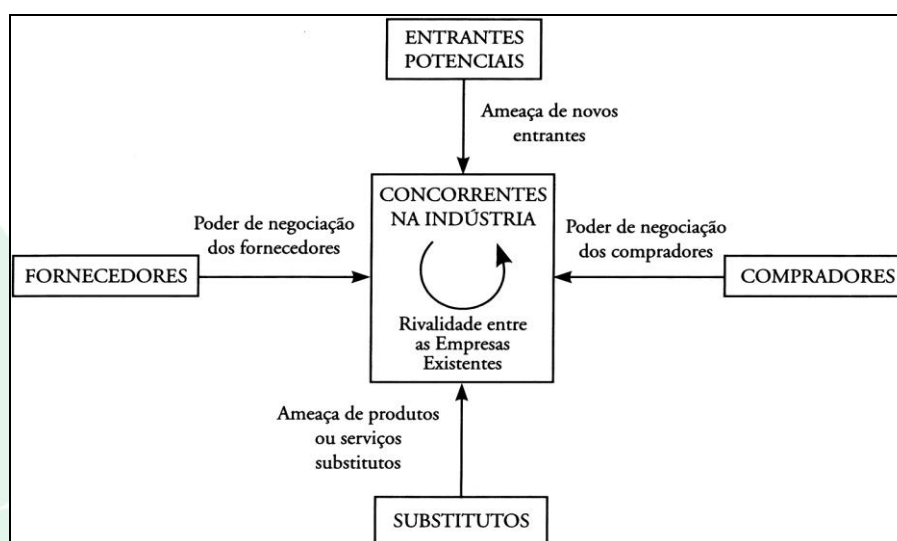 ENTRANTES
POTENCIAIS
Ameaça de novos
entrantes
CONCORRENTES
NA INDÚSTRIA
Poder de negociação
dos fornecedores
Poder de negociação
dos compradores
FORNECEDORES
COMPRADORES
Rivalidade entre
as Empresas
Existentes
Ameaça de produtos
ou serviços
substitutos
SUBSTITUTOS